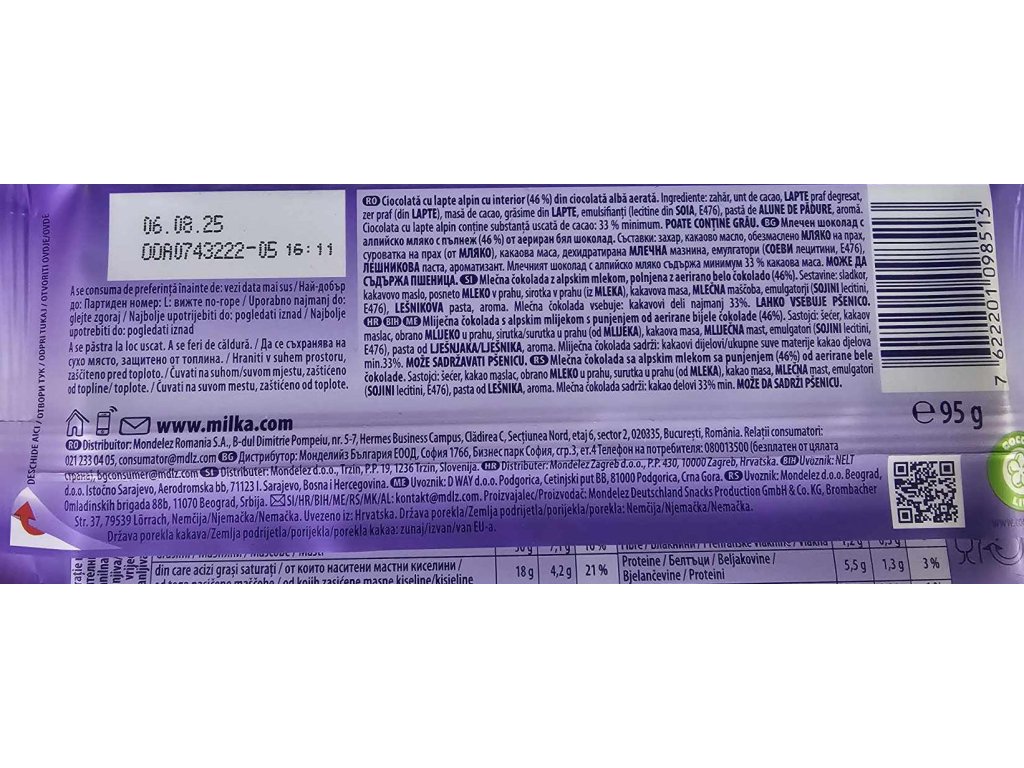 06.08.25
OOA0743222-05 16:11
A se consuma de preferință înainte de: vezi data mai sus / Най-добър
до: Партиден номер: L: вижте по-горе / Uporabno najmanj do:
glejte zgoraj / Najbolje upotrijebiti do: pogledati iznad / Najbolje
upotrebiti do: pogledati iznad
A se păstra la loc uscat. A se feri de căldură. / Да се съхранява на
сухо място, защитено от топлина. / Hraniti v suhem prostoru,
zaščiteno pred toploto. / Čuvati na suhom/suvom mjestu, zaštićeno
od topline/ toplote. / Čuvati na suvom mestu, zaštićeno od toplote.
DESCHIDE AICI / ОТВОРИ ТУК / ODPRI TUKAJ / OTVORITI OVDJE/OVDE
RO Ciocolată cu lapte alpin cu interior (46 %) din ciocolată albă aerată. Ingrediente: zahăr, unt de cacao, LAPTE praf degresat,
zer praf (din LAPTE), masă de cacao, grăsime din LAPTE, emulsifianți (lecitine din SOIA, E476), pastă de ALUNE DE PĂDURE, aromă.
Ciocolata cu lapte alpin conține substanță uscată de cacao: 33 % minimum. POATE CONȚINE GRÂU. BG Млечен шоколад с
алпийско мляко с пълнеж (46 %) от аериран бял шоколад. Съставки: захар, какаово масло, обезмаслено МЛЯКО на прах,
суроватка на прах (от МЛЯКО), какаова маса, дехидратирана МЛЕЧНА мазнина, емулгатори (СОЕВИ лецитини, E476),
ЛЕШНИКОВА паста, ароматизант. Млечният шоколад с алпийско мляко съдържа минимум 33 % какаова маса. МОЖЕ ДА
СЪДЪРЖА ПШЕНИЦА. SI Mlečna čokolada z alpskim mlekom, polnjena z aerirano belo čokolado (46%). Sestavine: sladkor,
kakavovo maslo, posneto MLEKO v prahu, sirotka v prahu (iz MLEKA), kakavova masa, MLEČNA maščoba, emulgatorji (SOJINI lecitini,
E476), LEŠNIKOVA pasta, aroma. Mlečna čokolada vsebuje: kakavovi deli najmanj 33%. LAHKO VSEBUJE PŠENICO.
HR BIH ME Mliječna čokolada s alpskim mlijekom s punjenjem od aerirane bijele čokolade (46%). Sastojci: šećer, kakaov
maslac, obrano MLIJEKO u prahu, sirutka/surutka u prahu (od MLIJEKA), kakaova masa, MLIJEČNA mast, emulgatori (SOJINI lecitini,
E476), pasta od LJEŠNJAKA/LJEŠNIKA, aroma. Mliječna čokolada sadrži: kakaovi dijelovi/ukupne suve materije kakao djelova
min.33%. MOŽE SADRŽAVATI PŠENICU. RS Mlečna čokolada sa alpskim mlekom sa punjenjem (46%) od aerirane bele
čokolade. Sastojci: šećer, kakao maslac, obrano MLEKO u prahu, surutka u prahu (od MLEKA), kakao masa, MLEČNA mast, emulgatori
(SOJINI lecitini, E476), pasta od LEŠNIKA, aroma. Mlečna čokolada sadrži: kakao delovi 33% min. MOŽE DA SADRŽI PŠENICU.
7 622201 109851
℮ 95 g
www.milka.com
RO Distribuitor: Mondelez Romania S.A., B-dul Dimitrie Pompeiu, nr. 5-7, Hermes Business Campus, Clădirea C, Secțiunea Nord, etaj 6, sector 2, 020335, București, România. Relații consumatori:
021 233 04 05, consumator@mdlz.com BG Дистрибутор: Монделийз България ЕООД, София 1766, Бизнес парк София, сгр.3, ет.4 Телефон на потребителя: 080013500 (безплатен от цялата
страна), bgconsumer@mdlz.com SI Distributer: Mondelez d.o.o., Trzin, P.P. 19, 1236 Trzin, Slovenija. HR Distributer: Mondelez Zagreb d.o.o., P.P. 430, 10000 Zagreb, Hrvatska. BIH Uvoznik: NELT
d.o.o. Istočno Sarajevo, Aerodromska bb, 71123 I. Sarajevo, Bosna i Hercegovina. ME Uvoznik: D WAY d.o.o. Podgorica, Cetinjski put BB, 81000 Podgorica, Crna Gora. RS Uvoznik: Mondelez d.o.o. Beograd,
Omladinskih brigada 88b, 11070 Beograd, Srbija. SI/HR/BIH/ME/RS/MK/AL: kontakt@mdlz.com. Proizvajalec/Proizvođač: Mondelez Deutschland Snacks Production GmbH & Co. KG, Brombacher
Str. 37, 79539 Lörrach, Nemčija/Njemačka/Nemačka. Uvezeno iz: Hrvatska. Država porekla/Zemlja podrijetla/porijekla/porekla: Nemčija/Njemačka/Nemačka.
Država porekla kakava/Zemlja podrijetla/porijekla/porekla kakaa: zunaj/izvan/van EU-a.
din care acizi grași saturați / от които наситени мастни киселини / 18 g 4,2 g 21 %
Proteine / Белтъци / Beljakovine / 5,5 g 1,3 g 3 %
Bjelančevine / Proteini